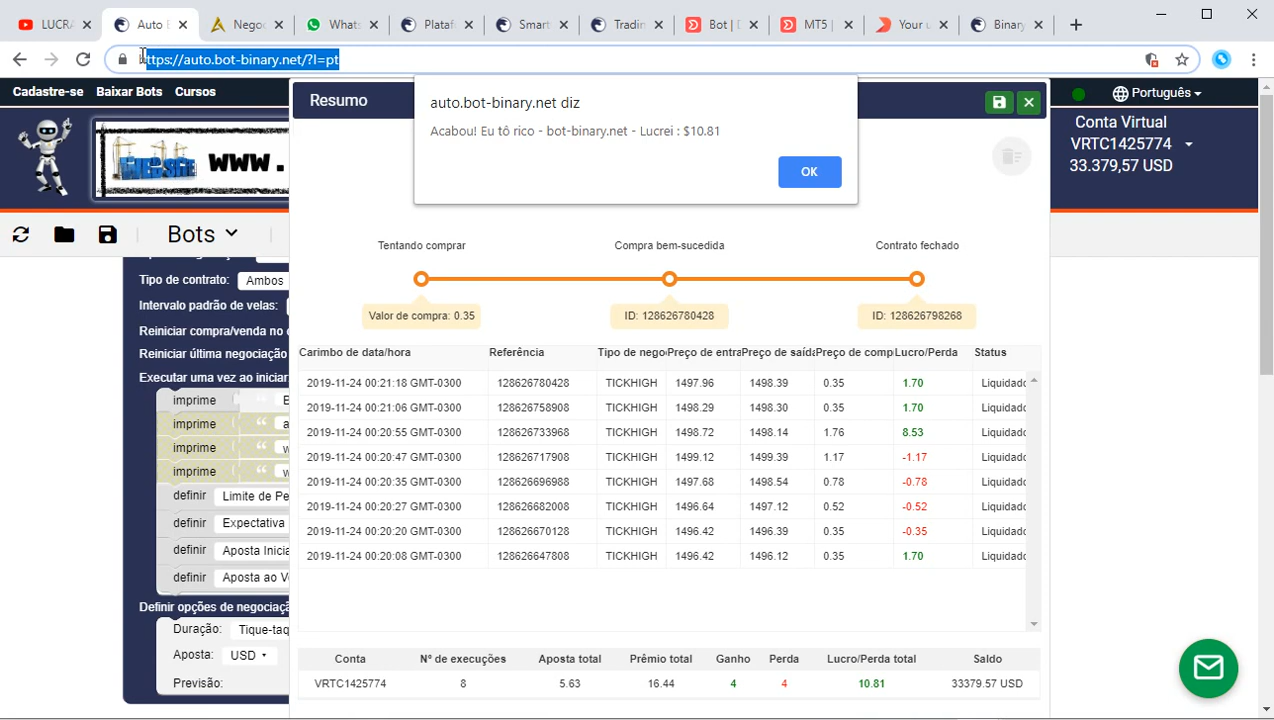 LUCRA
Auto B
Negoc
Whats
Plataf
Smart
Tradin
Bot | D
MT5 |
Your u
Binary
https://auto.bot-binary.net/?l=pt
Cadastre-se Baixar Bots Cursos
Resumo
Português
auto.bot-binary.net diz
Acabou! Eu tô rico - bot-binary.net - Lucrei : $10.81
OK
Conta Virtual
VRTC1425774
33.379,57 USD
WEBSITE
WWW.
Bots
Tentando comprar Compra bem-sucedida Contrato fechado
Valor de compra: 0.35 ID: 128626780428 ID: 128626798268
Tipo de contrato: Ambos
Intervalo padrão de velas:
Reiniciar compra/venda no
Reiniciar última negociação
Executar uma vez ao iniciar
imprime
imprime
imprime
imprime
definir Limite de Pe
definir Expectativa
definir Aposta Inicia
definir Aposta ao V
Definir opções de negociaç
Duração: Tique-taq
Aposta: USD
Previsão:
Carimbo de data/hora Referência Tipo de nego Preço de entra Preço de saída Preço de comp Lucro/Perda Status
2019-11-24 00:21:18 GMT-0300 128626780428 TICKHIGH 1497.96 1498.39 0.35 1.70 Liquidado
2019-11-24 00:21:06 GMT-0300 128626758908 TICKHIGH 1498.29 1498.30 0.35 1.70 Liquidado
2019-11-24 00:20:55 GMT-0300 128626733968 TICKHIGH 1498.72 1498.14 1.76 8.53 Liquidado
2019-11-24 00:20:47 GMT-0300 128626717908 TICKHIGH 1499.12 1499.39 1.17 -1.17 Liquidado
2019-11-24 00:20:35 GMT-0300 128626696988 TICKHIGH 1497.68 1498.54 0.78 -0.78 Liquidado
2019-11-24 00:20:27 GMT-0300 128626682008 TICKHIGH 1496.64 1497.12 0.52 -0.52 Liquidado
2019-11-24 00:20:20 GMT-0300 128626670128 TICKHIGH 1496.42 1496.39 0.35 -0.35 Liquidado
2019-11-24 00:20:08 GMT-0300 128626647808 TICKHIGH 1496.42 1496.12 0.35 1.70 Liquidado
Conta Nº de execuções Aposta total Prêmio total Ganho Perda Lucro/Perda total Saldo
VRTC1425774 8 5.63 16.44 4 4 10.81 33379.57 USD